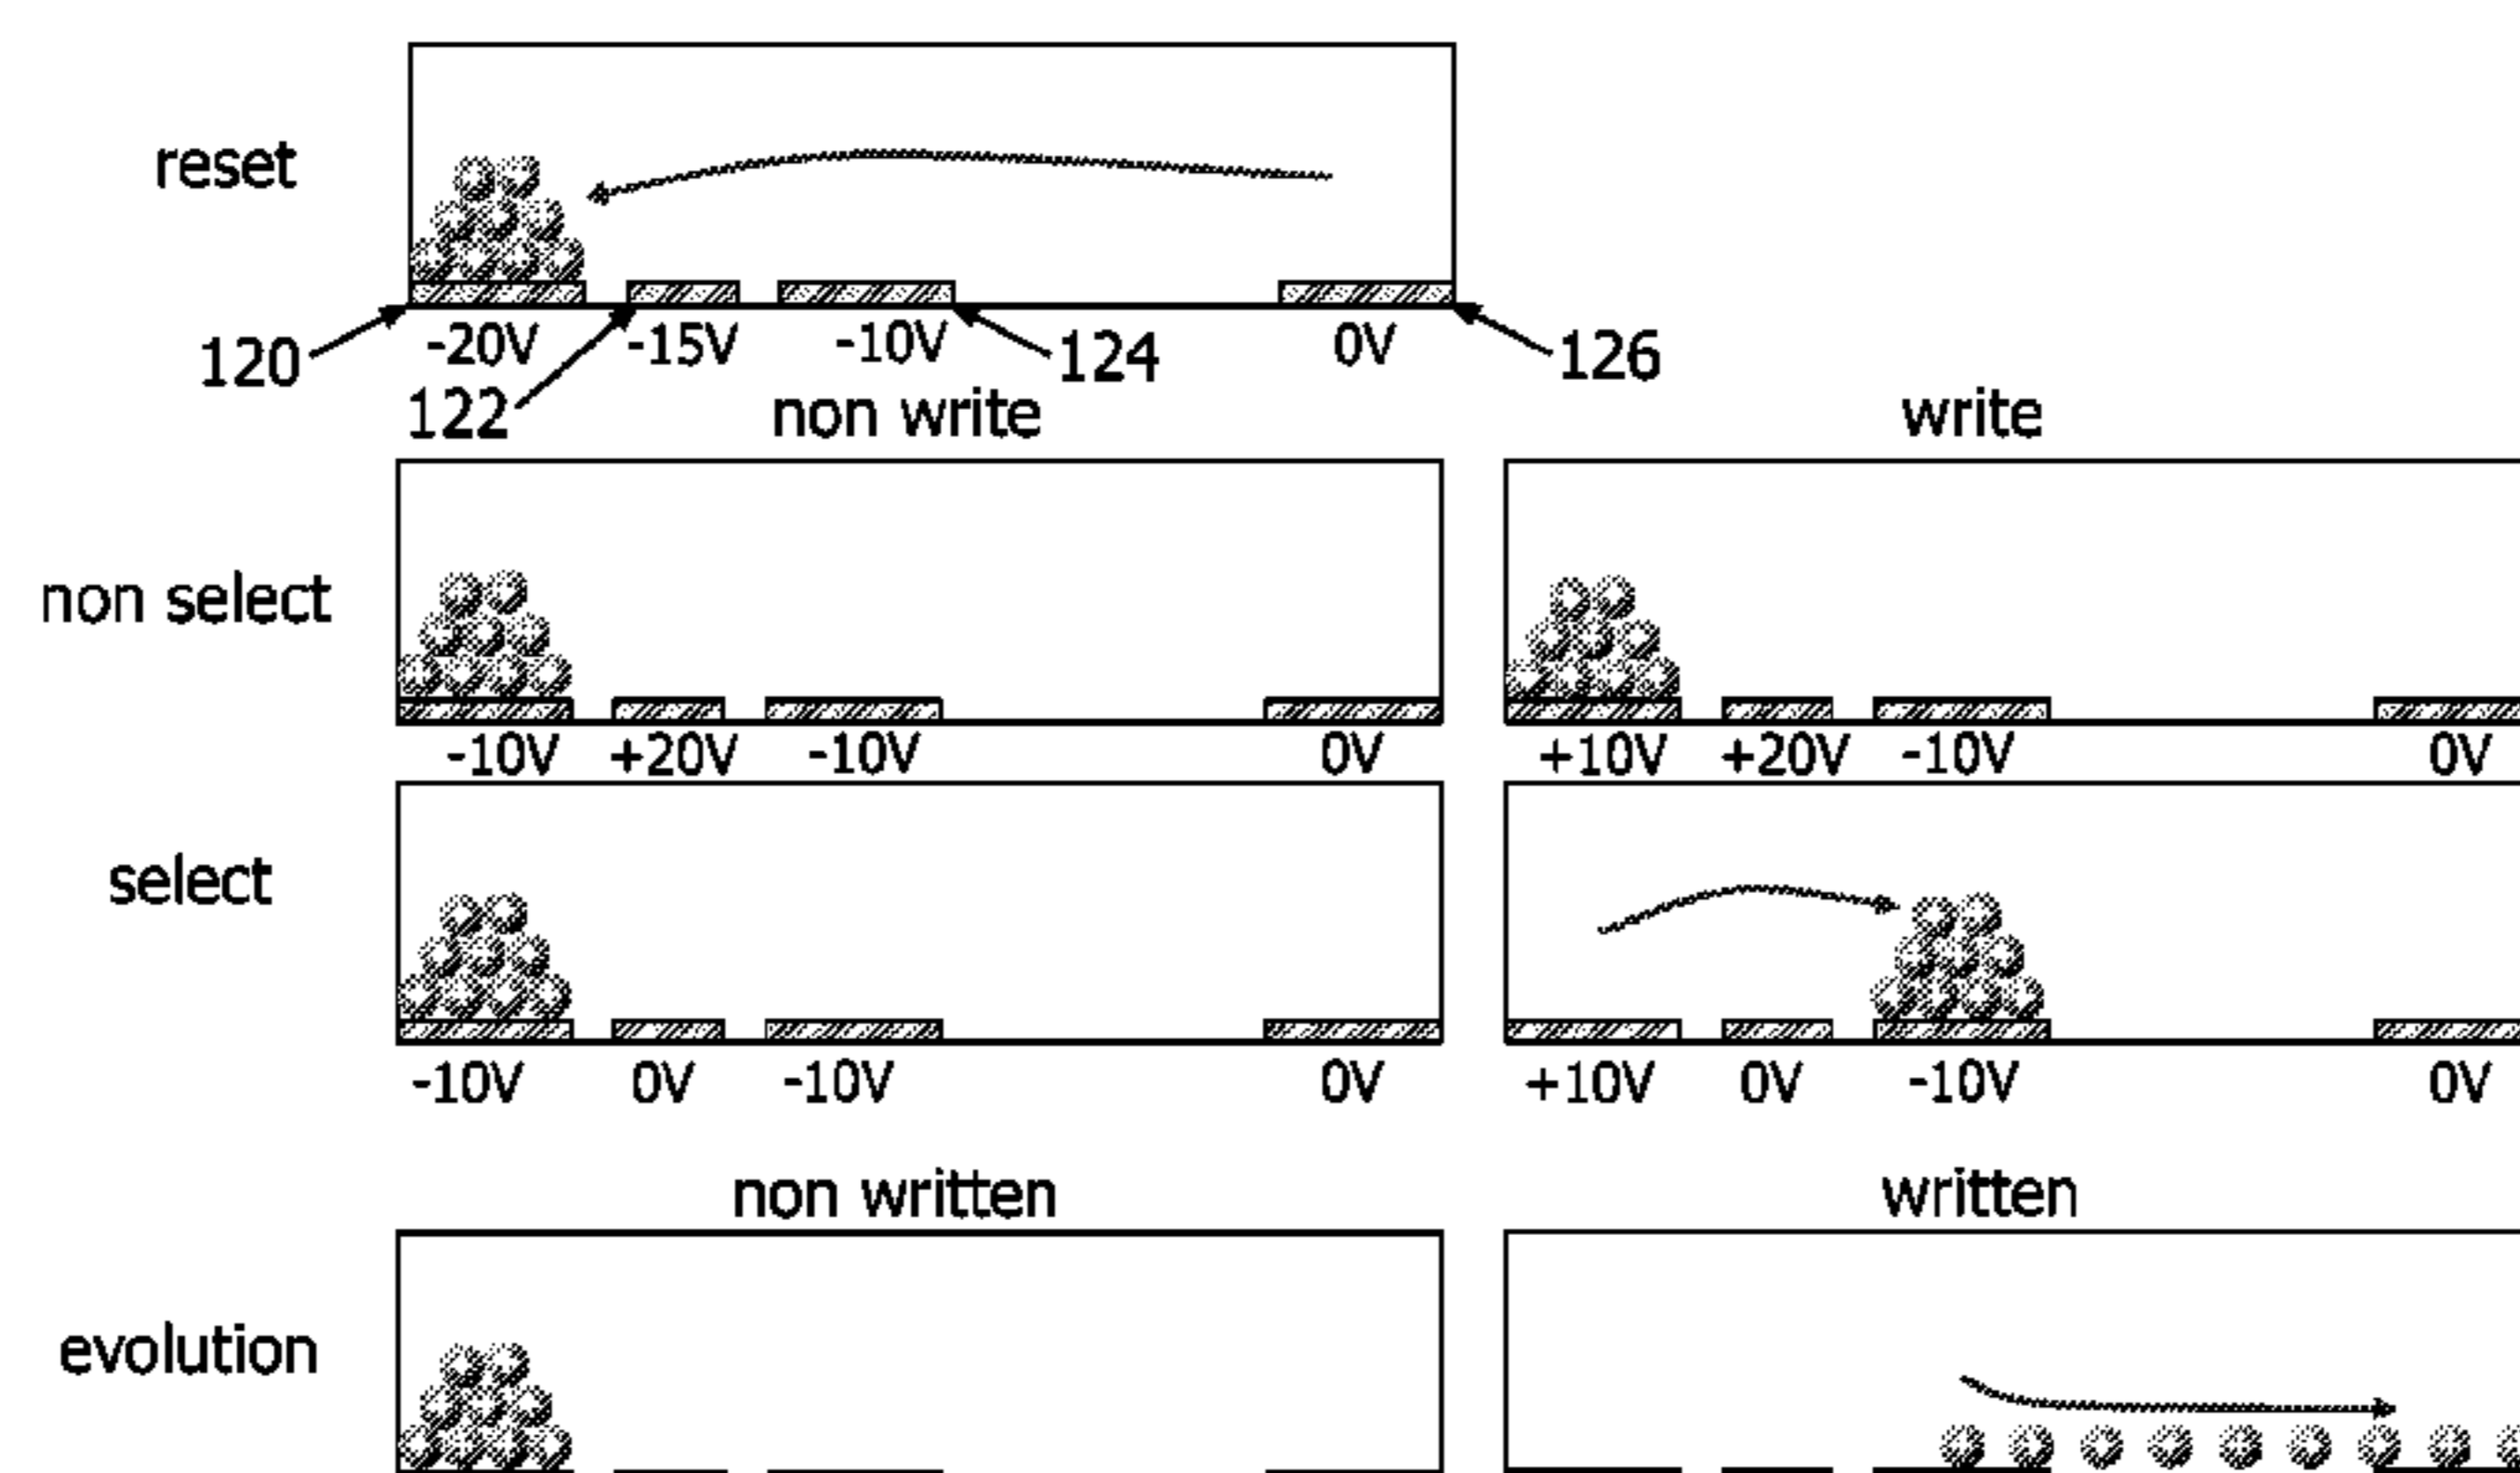 reset
-20V -15V -10V 0V
120 122 124 126
non write write
non select
-10V +20V -10V 0V +10V +20V -10V 0V
select
-10V 0V -10V 0V +10V 0V -10V 0V
non written written
evolution